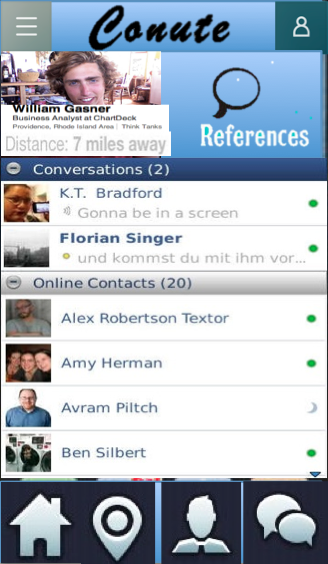 Conute
William Gasner
Business Analyst at ChartDeck
Providence, Rhode Island Area | Think Tanks
Distance: 7 miles away
References
Conversations (2)
K.T. Bradford
Gonna be in a screen
Florian Singer
und kommst du mit ihm vor...
Online Contacts (20)
Alex Robertson Textor
Amy Herman
Avram Piltch
Ben Silbert